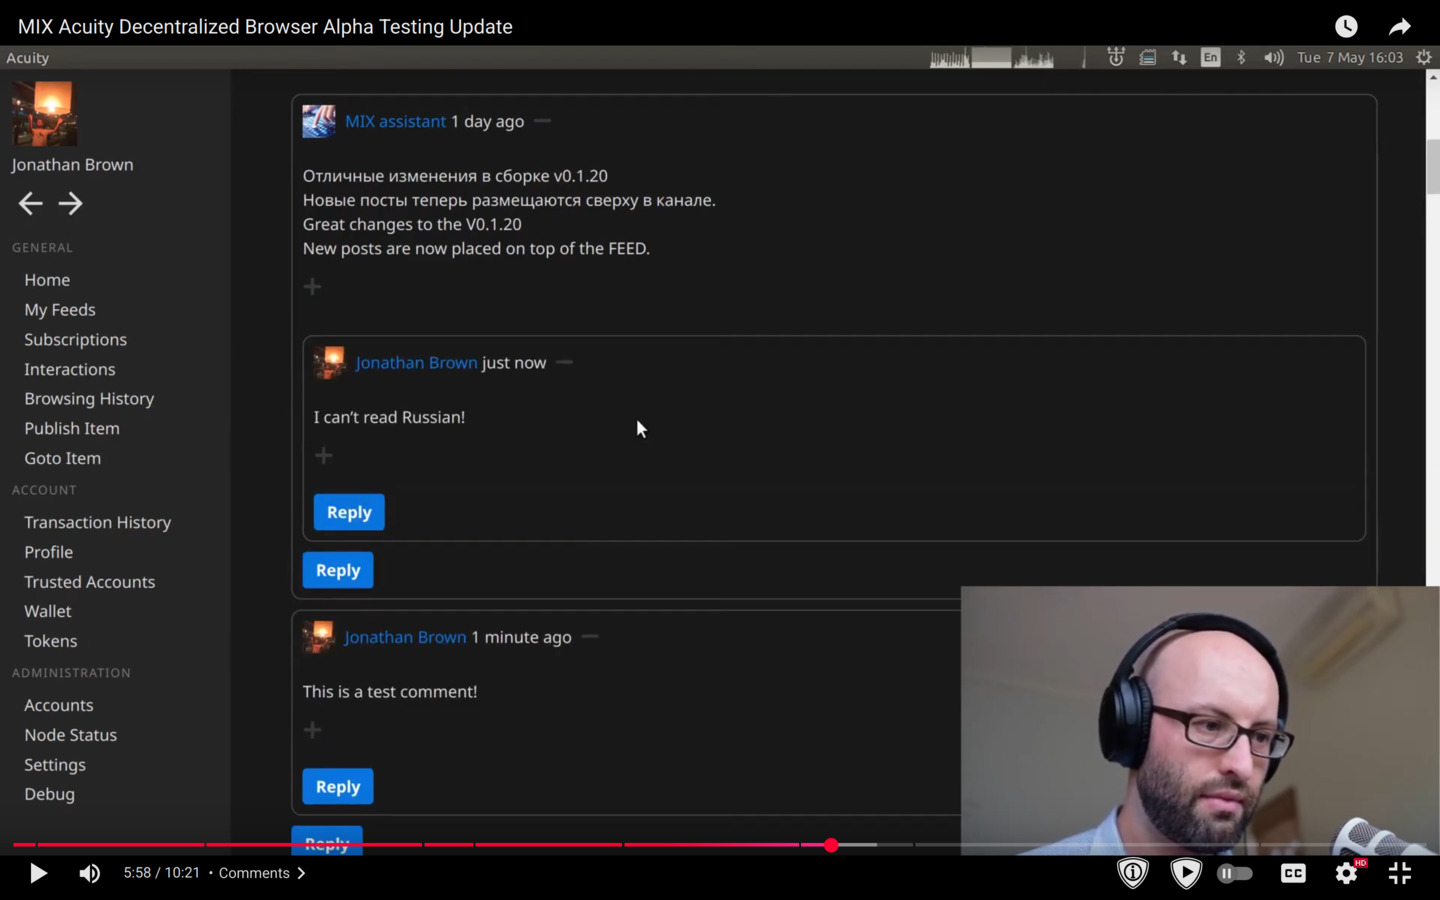 MIX Acuity Decentralized Browser Alpha Testing Update
Acuity
En
Tue 7 May 16:03
Jonathan Brown
GENERAL
Home
My Feeds
Subscriptions
Interactions
Browsing History
Publish Item
Goto Item
ACCOUNT
Transaction History
Profile
Trusted Accounts
Wallet
Tokens
ADMINISTRATION
Accounts
Node Status
Settings
Debug
MIX assistant 1 day ago
Отличные изменения в сборке v0.1.20
Новые посты теперь размещаются сверху в канале.
Great changes to the V0.1.20
New posts are now placed on top of the FEED.
Jonathan Brown just now
I can’t read Russian!
Reply
Reply
Jonathan Brown 1 minute ago
This is a test comment!
Reply
Reply
5:58 / 10:21 • Comments
CC
HD